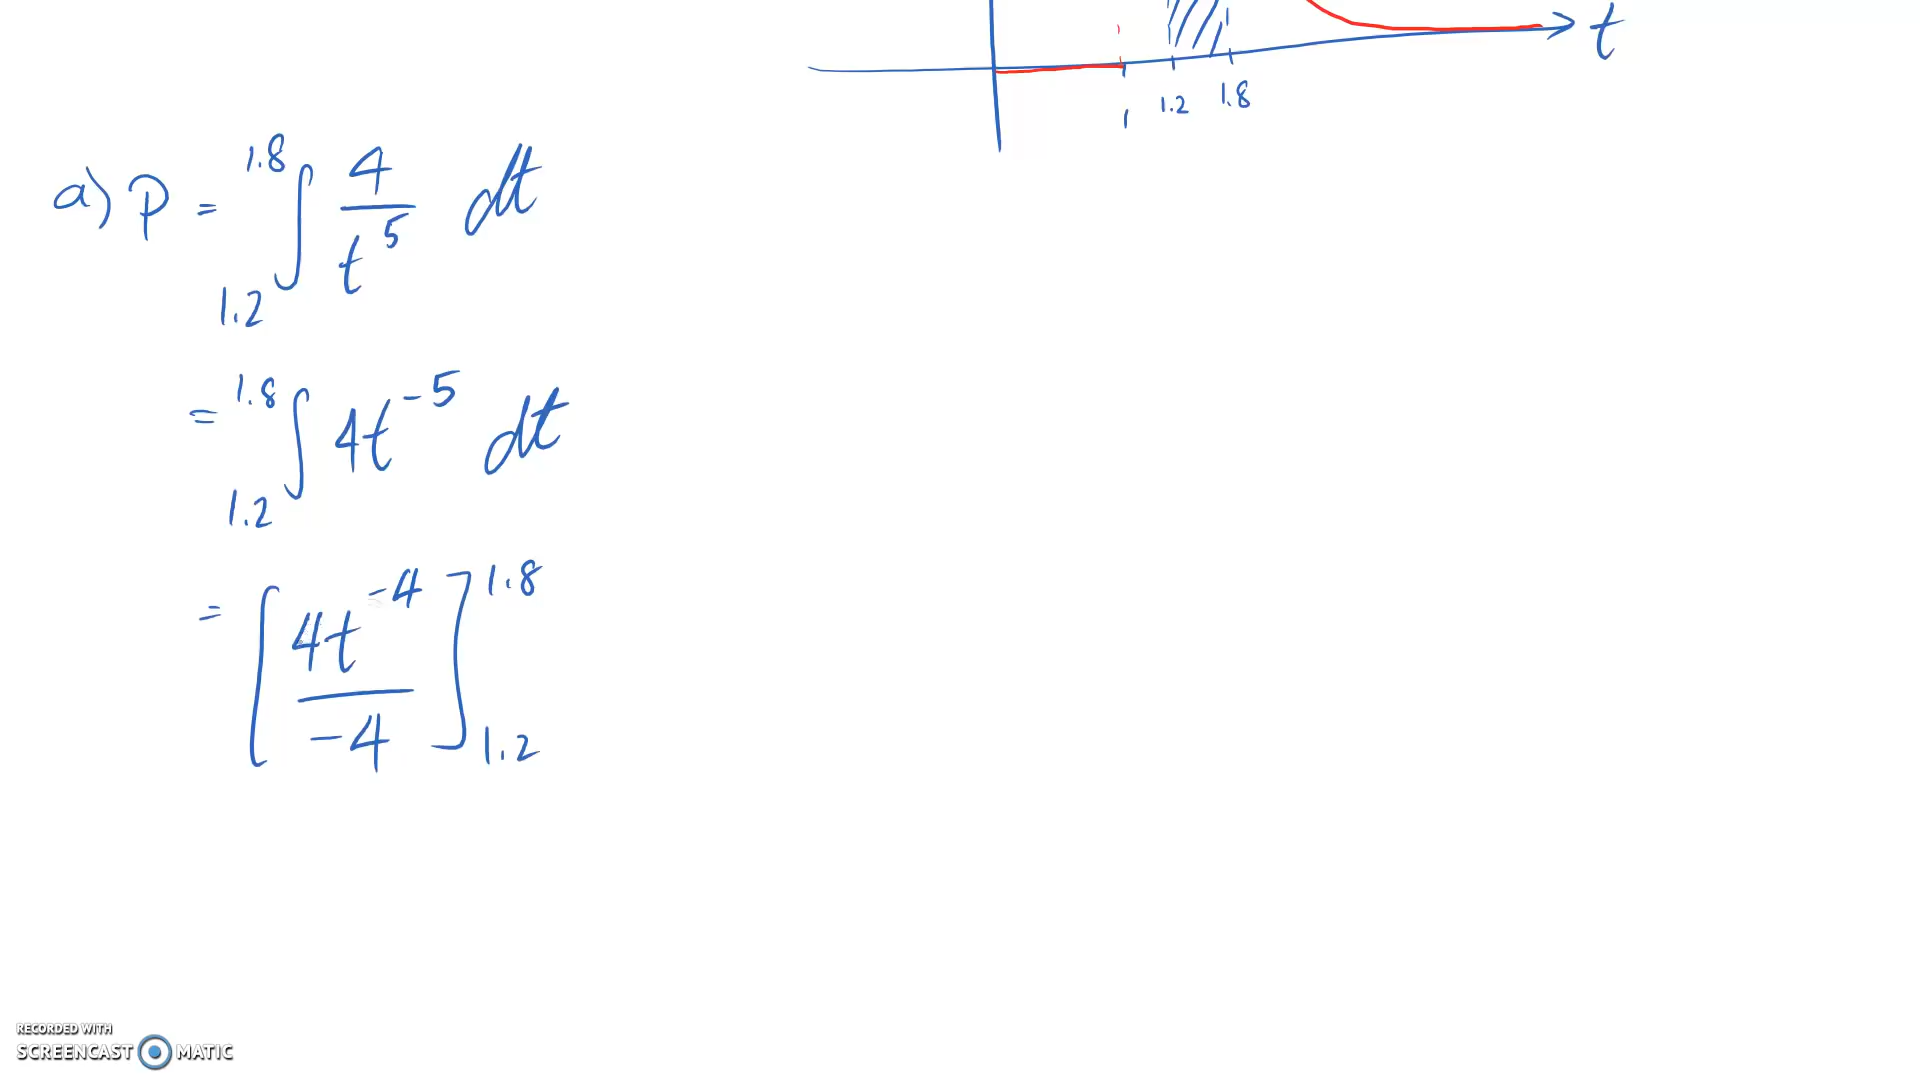 t
1 1.2 1.8
a) P = ∫_{1.2}^{1.8} 4/t^5 dt
= ∫_{1.2}^{1.8} 4t^{-5} dt
= [4t^{-4}/-4]_{1.2}^{1.8}
RECORDED WITH
SCREENCAST MATIC